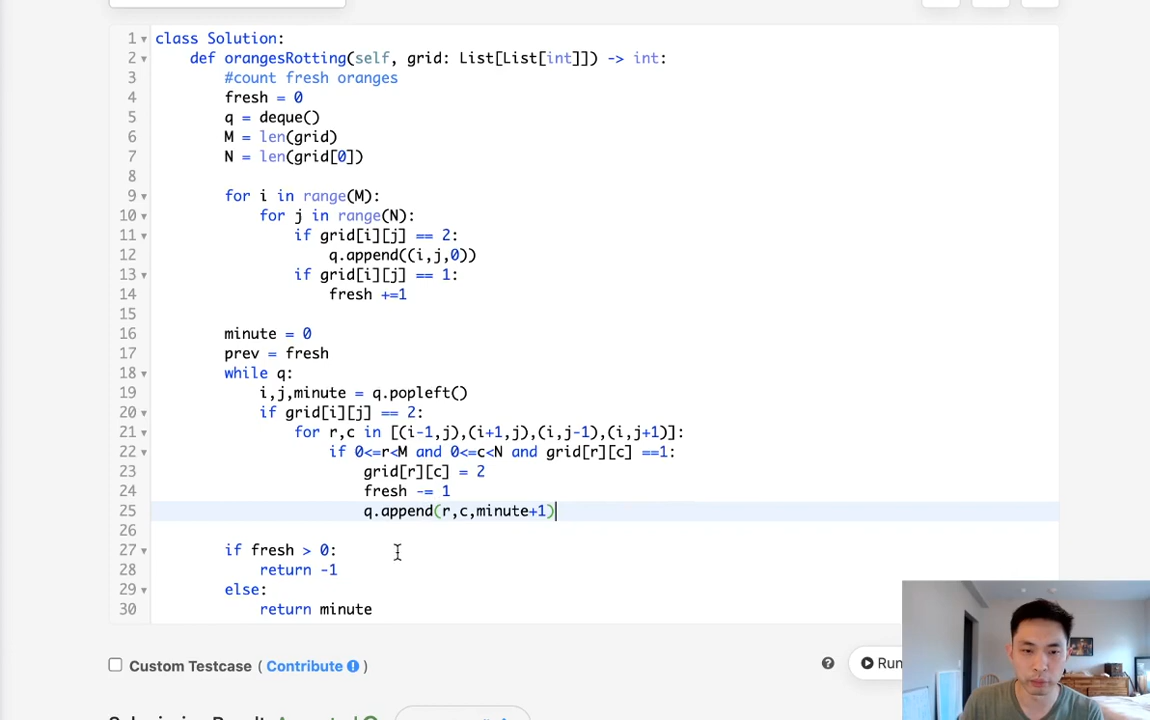 1 class Solution:
2 def orangesRotting(self, grid: List[List[int]]) -> int:
3 #count fresh oranges
4 fresh = 0
5 q = deque()
6 M = len(grid)
7 N = len(grid[0])
8
9 for i in range(M):
10 for j in range(N):
11 if grid[i][j] == 2:
12 q.append((i,j,0))
13 if grid[i][j] == 1:
14 fresh +=1
15
16 minute = 0
17 prev = fresh
18 while q:
19 i,j,minute = q.popleft()
20 if grid[i][j] == 2:
21 for r,c in [(i-1,j),(i+1,j),(i,j-1),(i,j+1)]:
22 if 0<=r<M and 0<=c<N and grid[r][c] ==1:
23 grid[r][c] = 2
24 fresh -= 1
25 q.append(r,c,minute+1)
26
27 if fresh > 0:
28 return -1
29 else:
30 return minute
Custom Testcase ( Contribute )
? Run